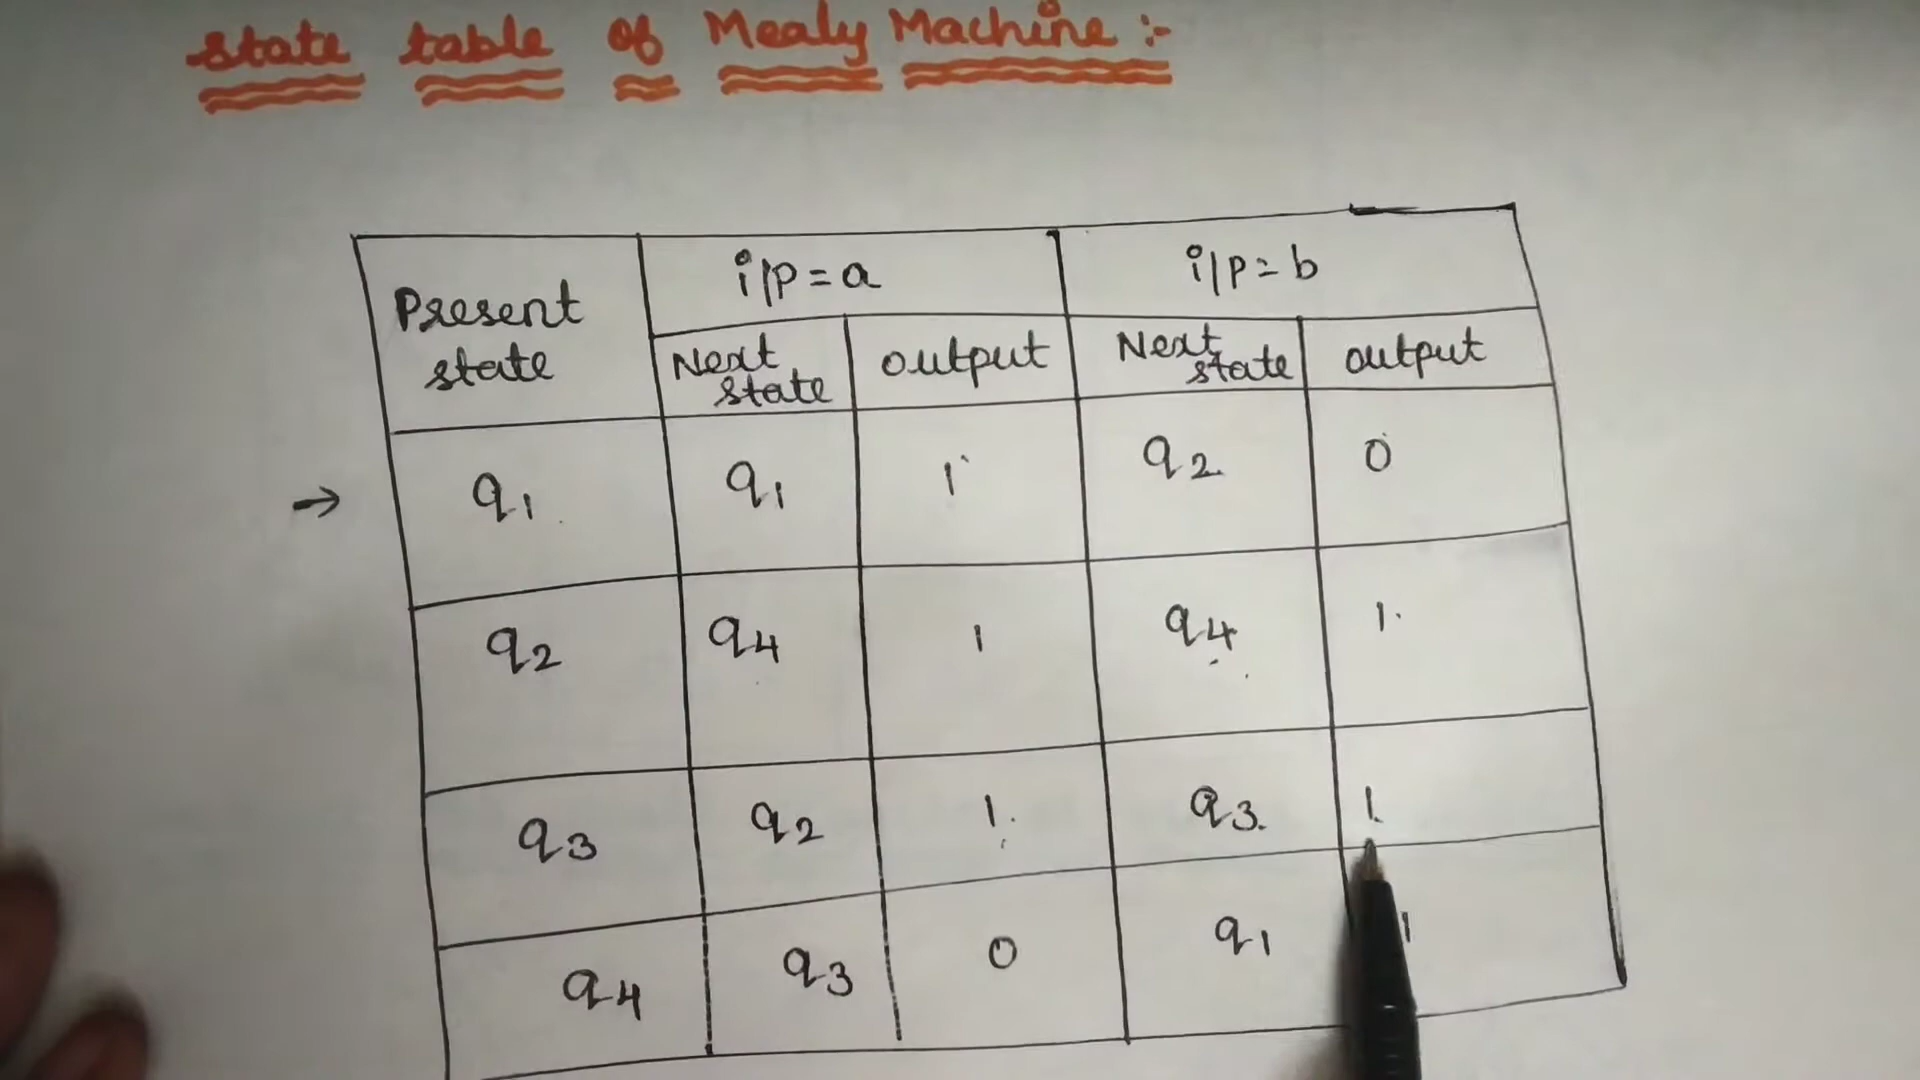 state table of Mealy Machine :-
Present state i/p = a i/p = b
Next state output Next state output
→ q1 q1 1 q2 0
q2 q4 1 q4 1
q3 q2 1 q3 1
q4 q3 0 q1 1